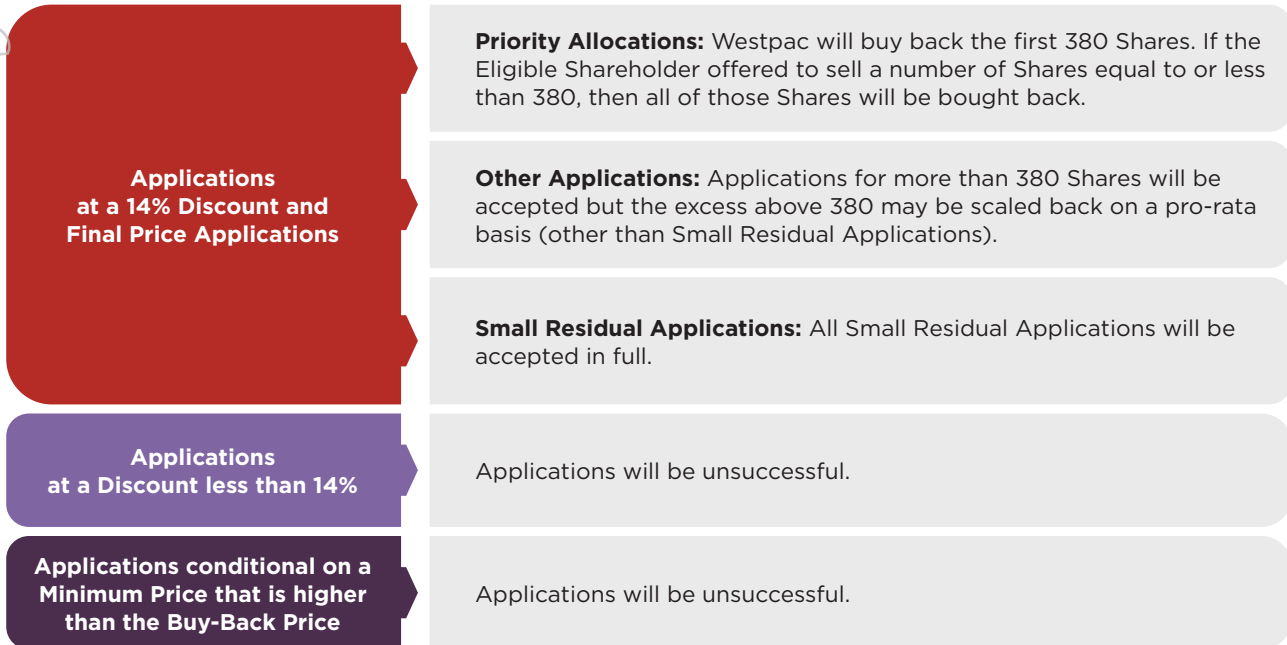 Applications
at a 14% Discount and
Final Price Applications
Priority Allocations: Westpac will buy back the first 380 Shares. If the
Eligible Shareholder offered to sell a number of Shares equal to or less
than 380, then all of those Shares will be bought back.
Other Applications: Applications for more than 380 Shares will be
accepted but the excess above 380 may be scaled back on a pro-rata
basis (other than Small Residual Applications).
Small Residual Applications: All Small Residual Applications will be
accepted in full.
Applications
at a Discount less than 14%
Applications will be unsuccessful.
Applications conditional on a
Minimum Price that is higher
than the Buy-Back Price
Applications will be unsuccessful.